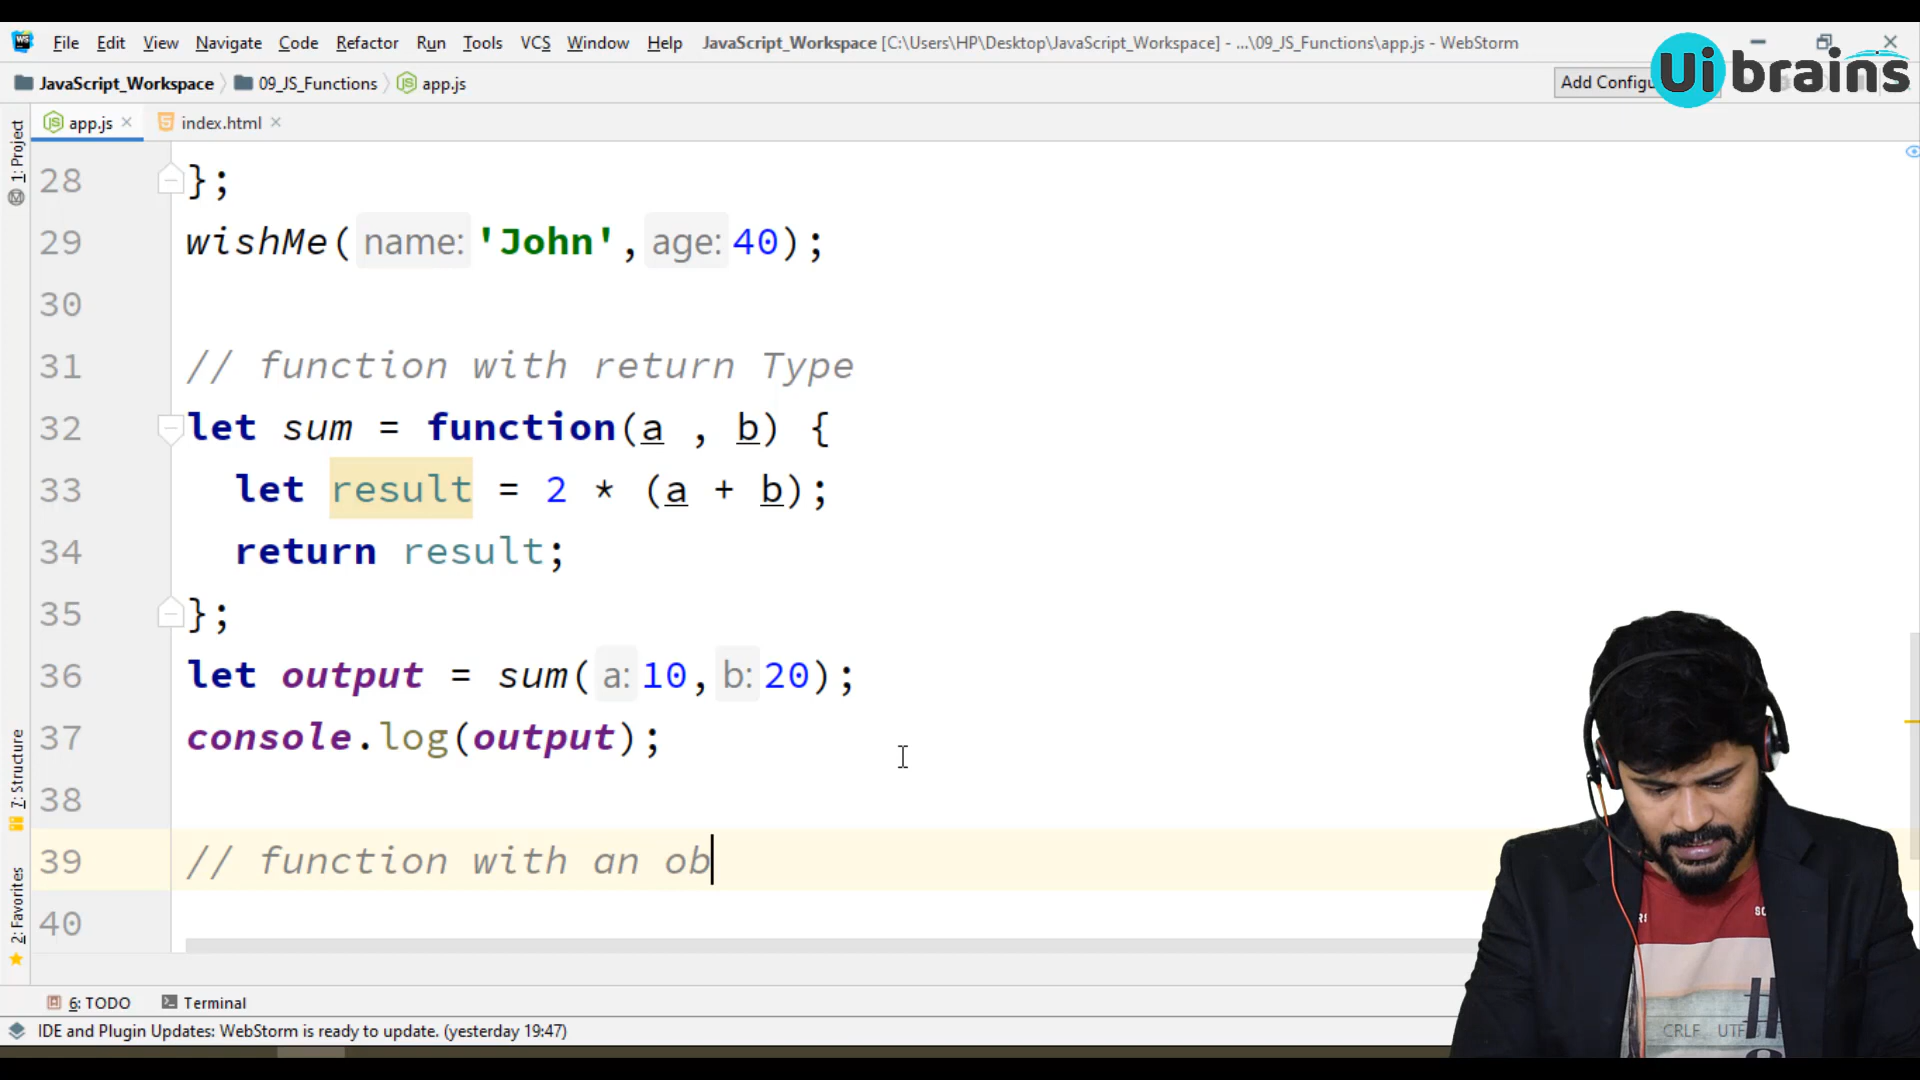 File Edit View Navigate Code Refactor Run Tools VCS Window Help JavaScript_Workspace [C:\Users\HP\Desktop\JavaScript_Workspace] - ...\09_JS_Functions\app.js - WebStorm
Ui brains
JavaScript_Workspace 09_JS_Functions app.js Add Configu
app.js index.html
1: Project
7: Structure
2: Favorites
28 };
29 wishMe( name: 'John', age: 40);
30
31 // function with return Type
32 let sum = function(a , b) {
33 let result = 2 * (a + b);
34 return result;
35 };
36 let output = sum( a: 10, b: 20);
37 console.log(output);
38
39 // function with an ob
40
6: TODO Terminal
IDE and Plugin Updates: WebStorm is ready to update. (yesterday 19:47)
CRLF UTF